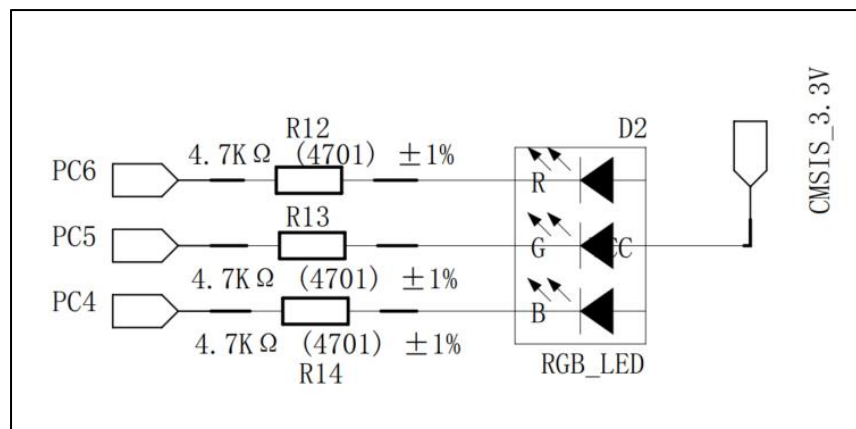 R12
D2
4.7KΩ (4701) ±1%
PC6
R
R13
PC5
G
4.7KΩ (4701) ±1%
PC4
B
4.7KΩ (4701) ±1%
R14
RGB_LED
CMSIS_3.3V